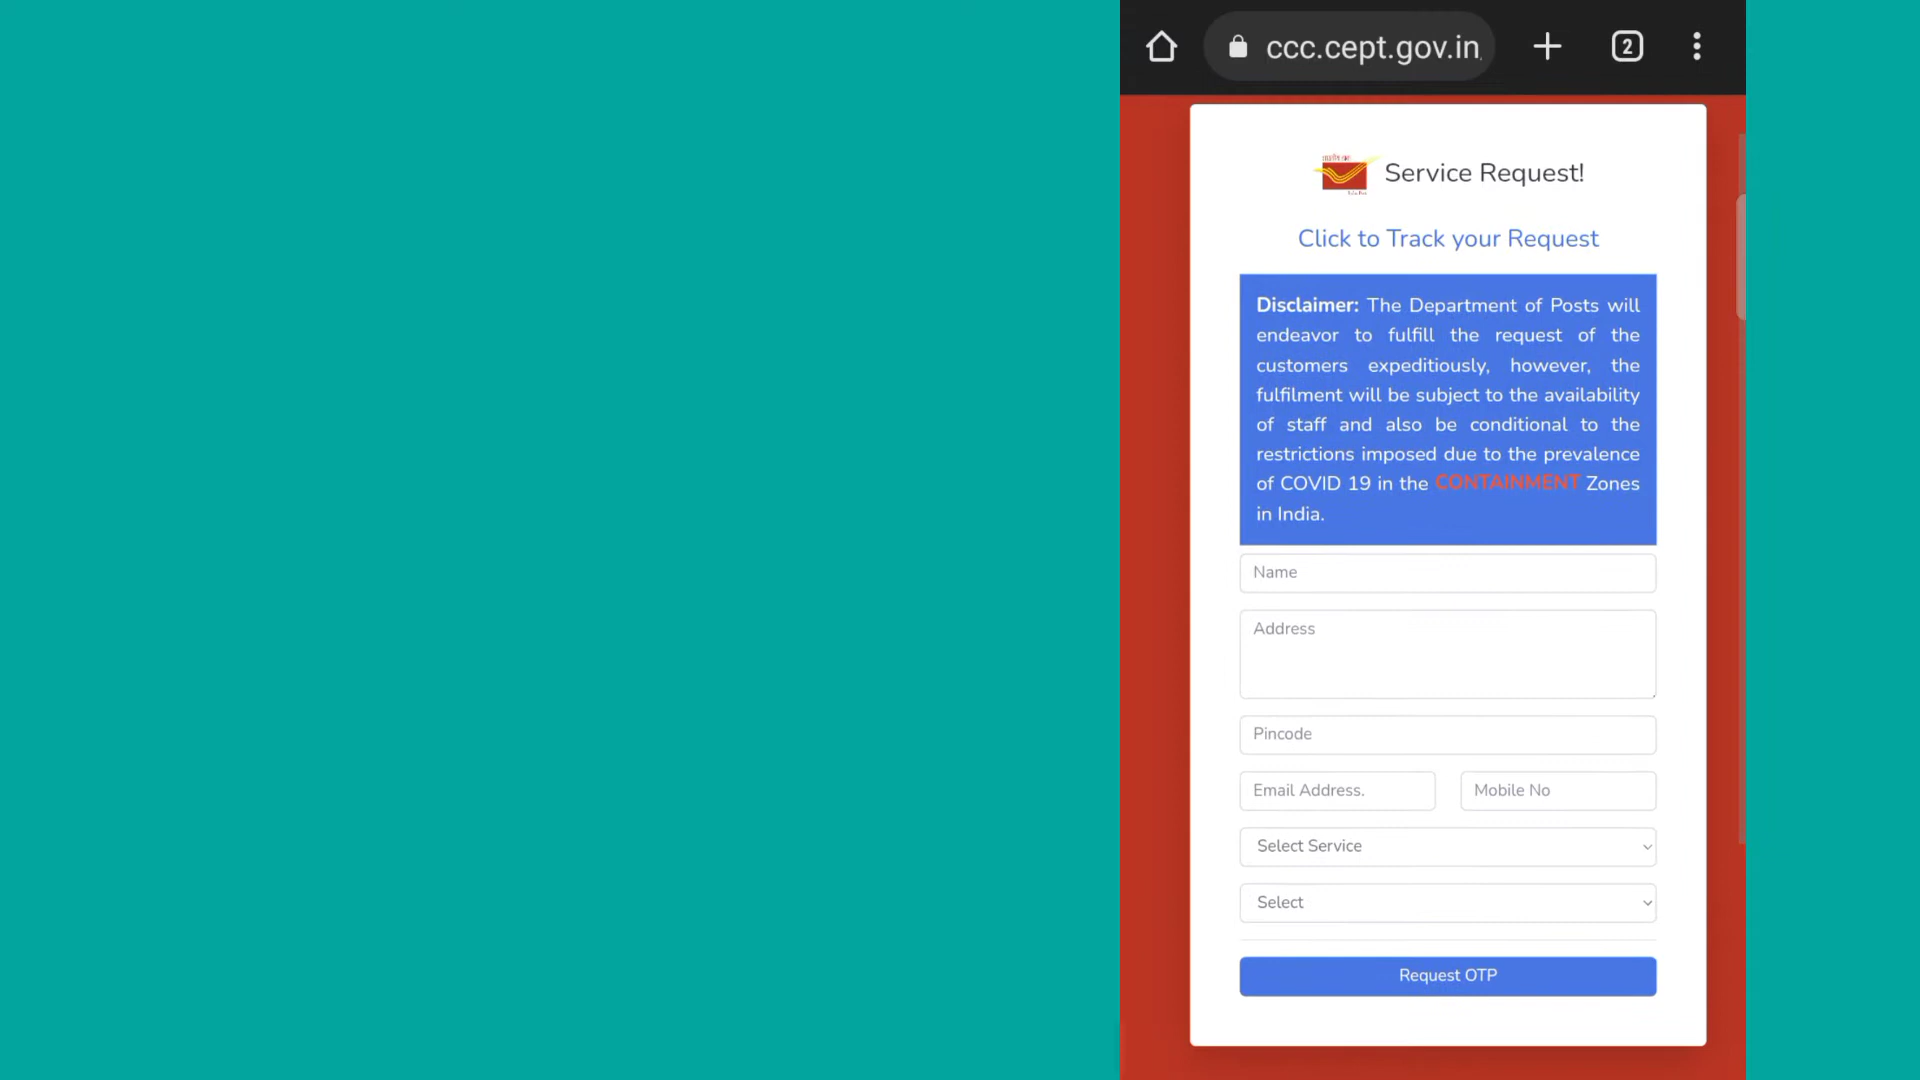 ccc.cept.gov.in
2
Service Request!
Click to Track your Request
Disclaimer: The Department of Posts will
endeavor to fulfill the request of the
customers expeditiously, however, the
fulfilment will be subject to the availability
of staff and also be conditional to the
restrictions imposed due to the prevalence
of COVID 19 in the CONTAINMENT Zones
in India.
Name
Address
Pincode
Email Address. Mobile No
Select Service
Select
Request OTP